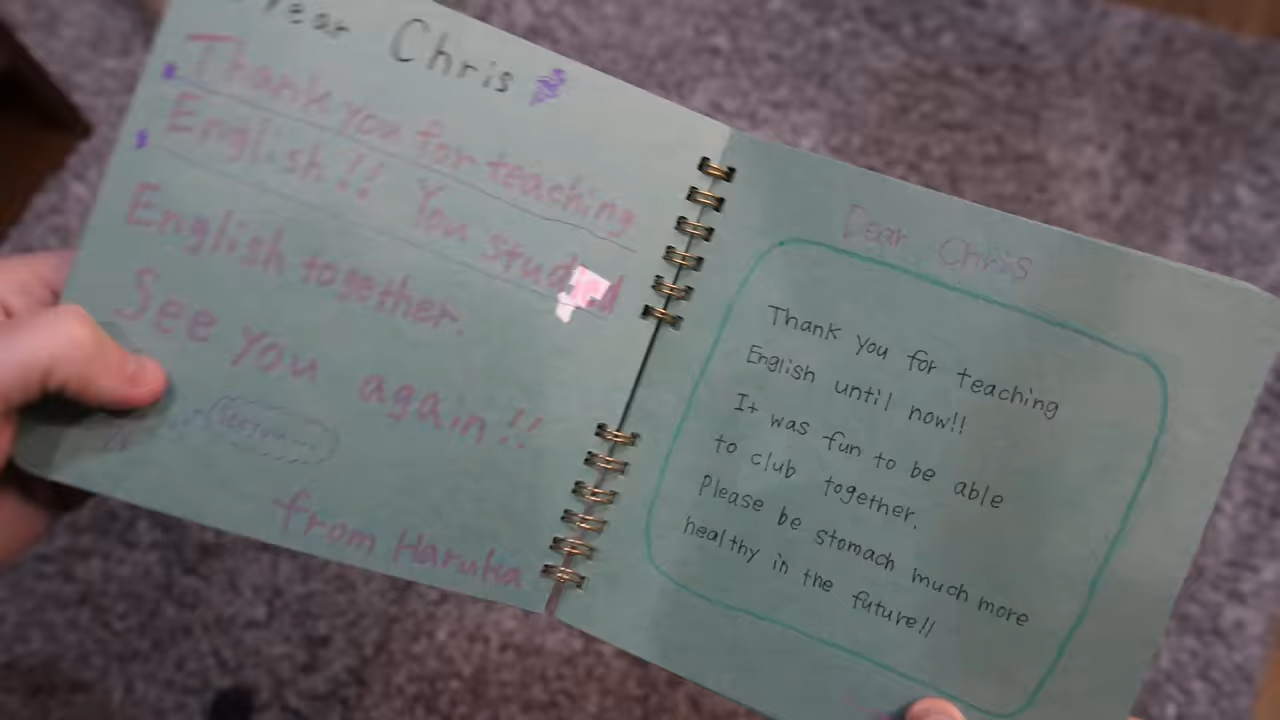 Dear Chris
Thank you for teaching
English!! You studied
English together.
See you again!!
from Haruka
Dear Chris
Thank you for teaching
English until now!!
It was fun to be able
to club together.
Please be stomach much more
healthy in the future!!